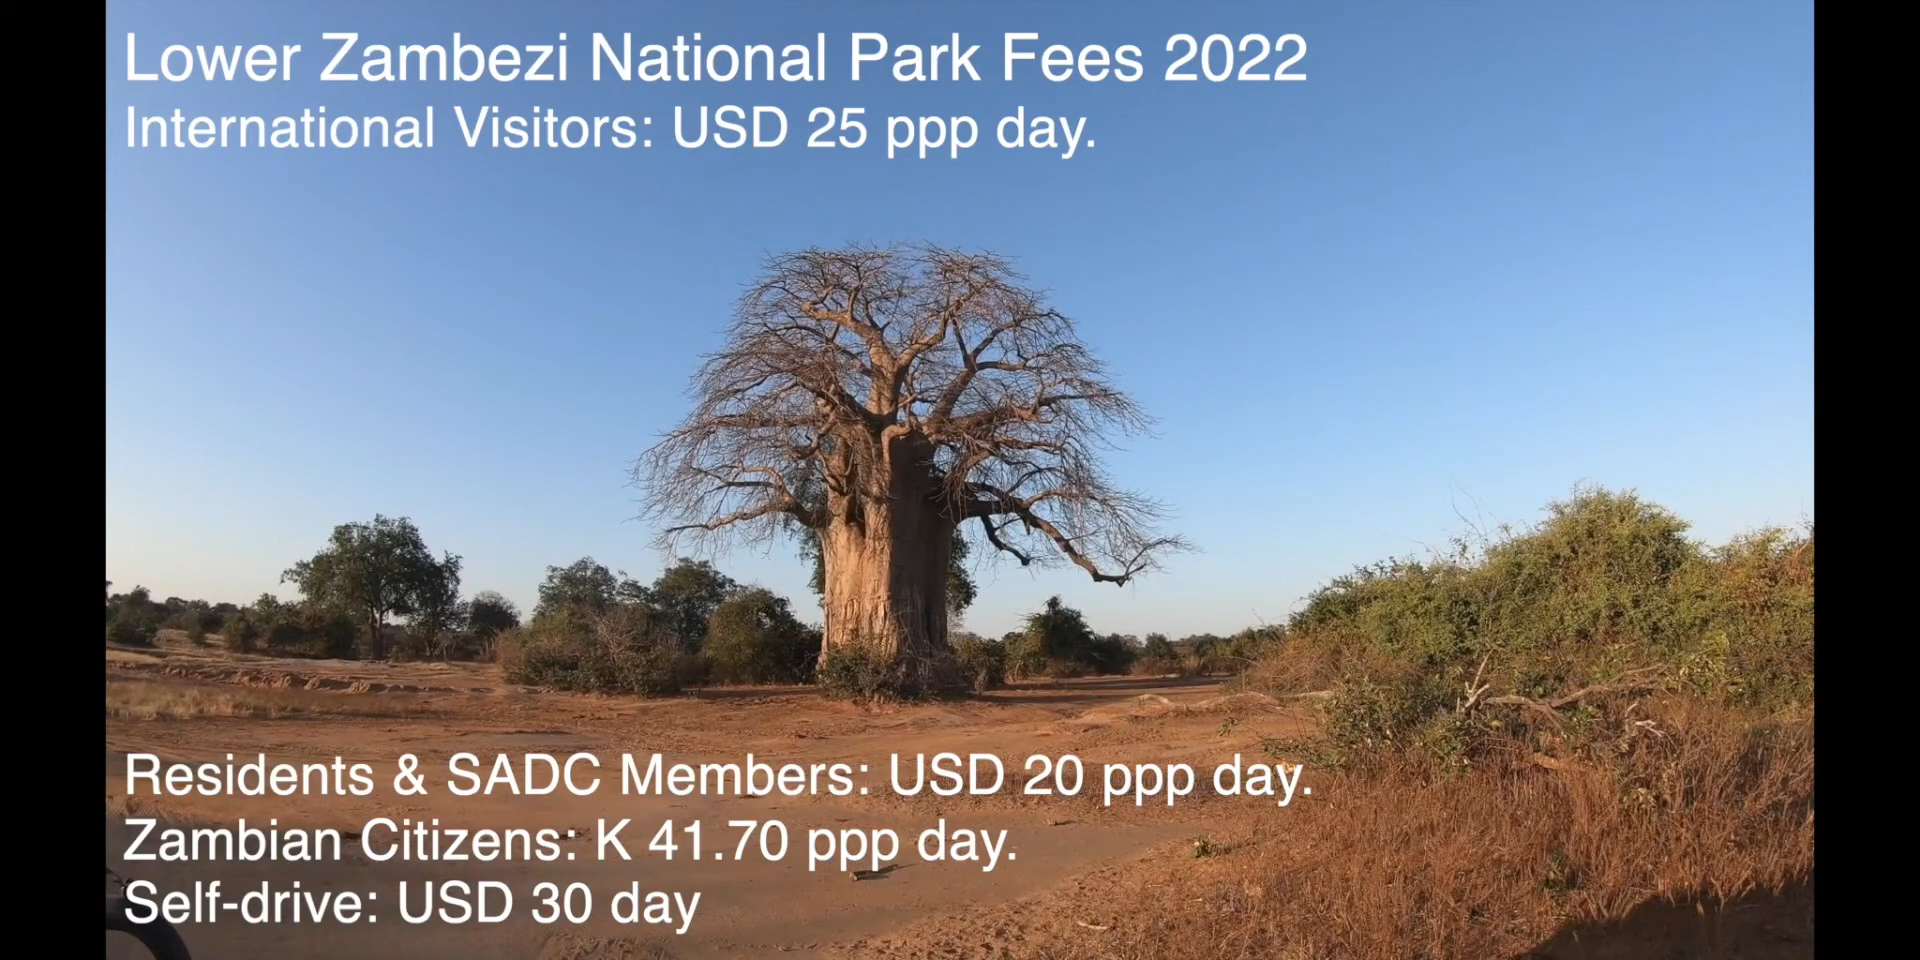 Lower Zambezi National Park Fees 2022
International Visitors: USD 25 ppp day.
Residents & SADC Members: USD 20 ppp day.
Zambian Citizens: K 41.70 ppp day.
Self-drive: USD 30 day